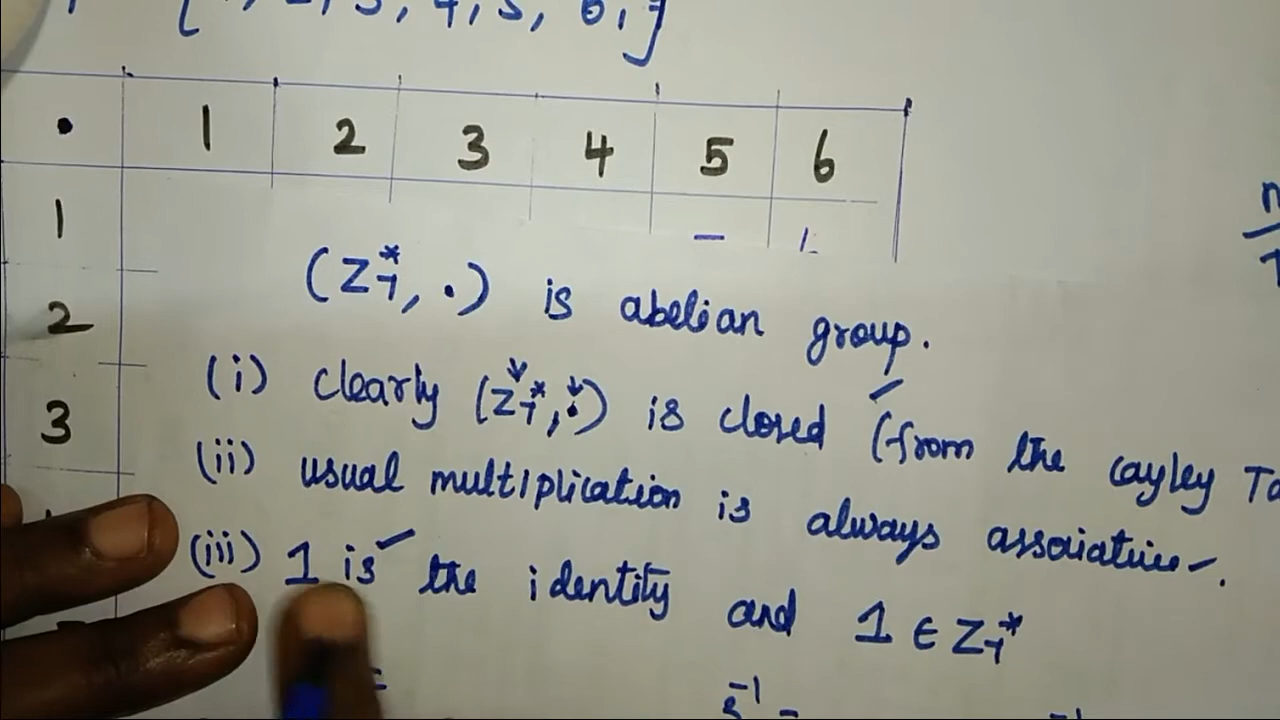 • 1 2 3 4 5 6
1
(Z7*, •) is abelian group.
2
(i) clearly (Z7*, •) is closed (from the cayley
3
(ii) usual multiplication is always assoiative.
(iii) 1 is the identity and 1 ∈ Z7*